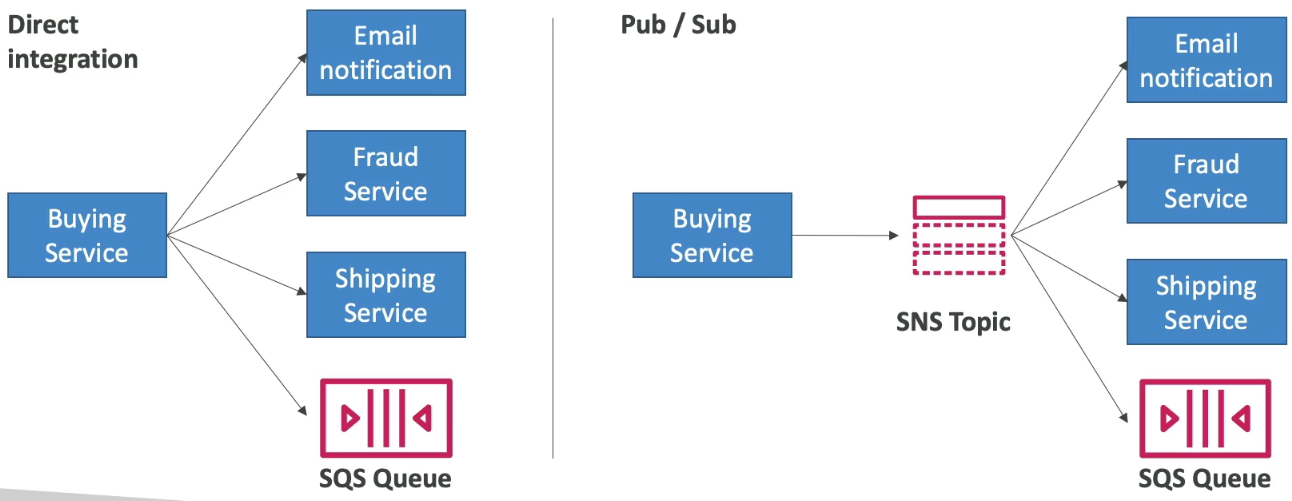 Direct
integration
Email
notification
Fraud
Service
Buying
Service
Shipping
Service
SQS Queue
Pub / Sub
Email
notification
Fraud
Service
Buying
Service
SNS Topic
Shipping
Service
SQS Queue